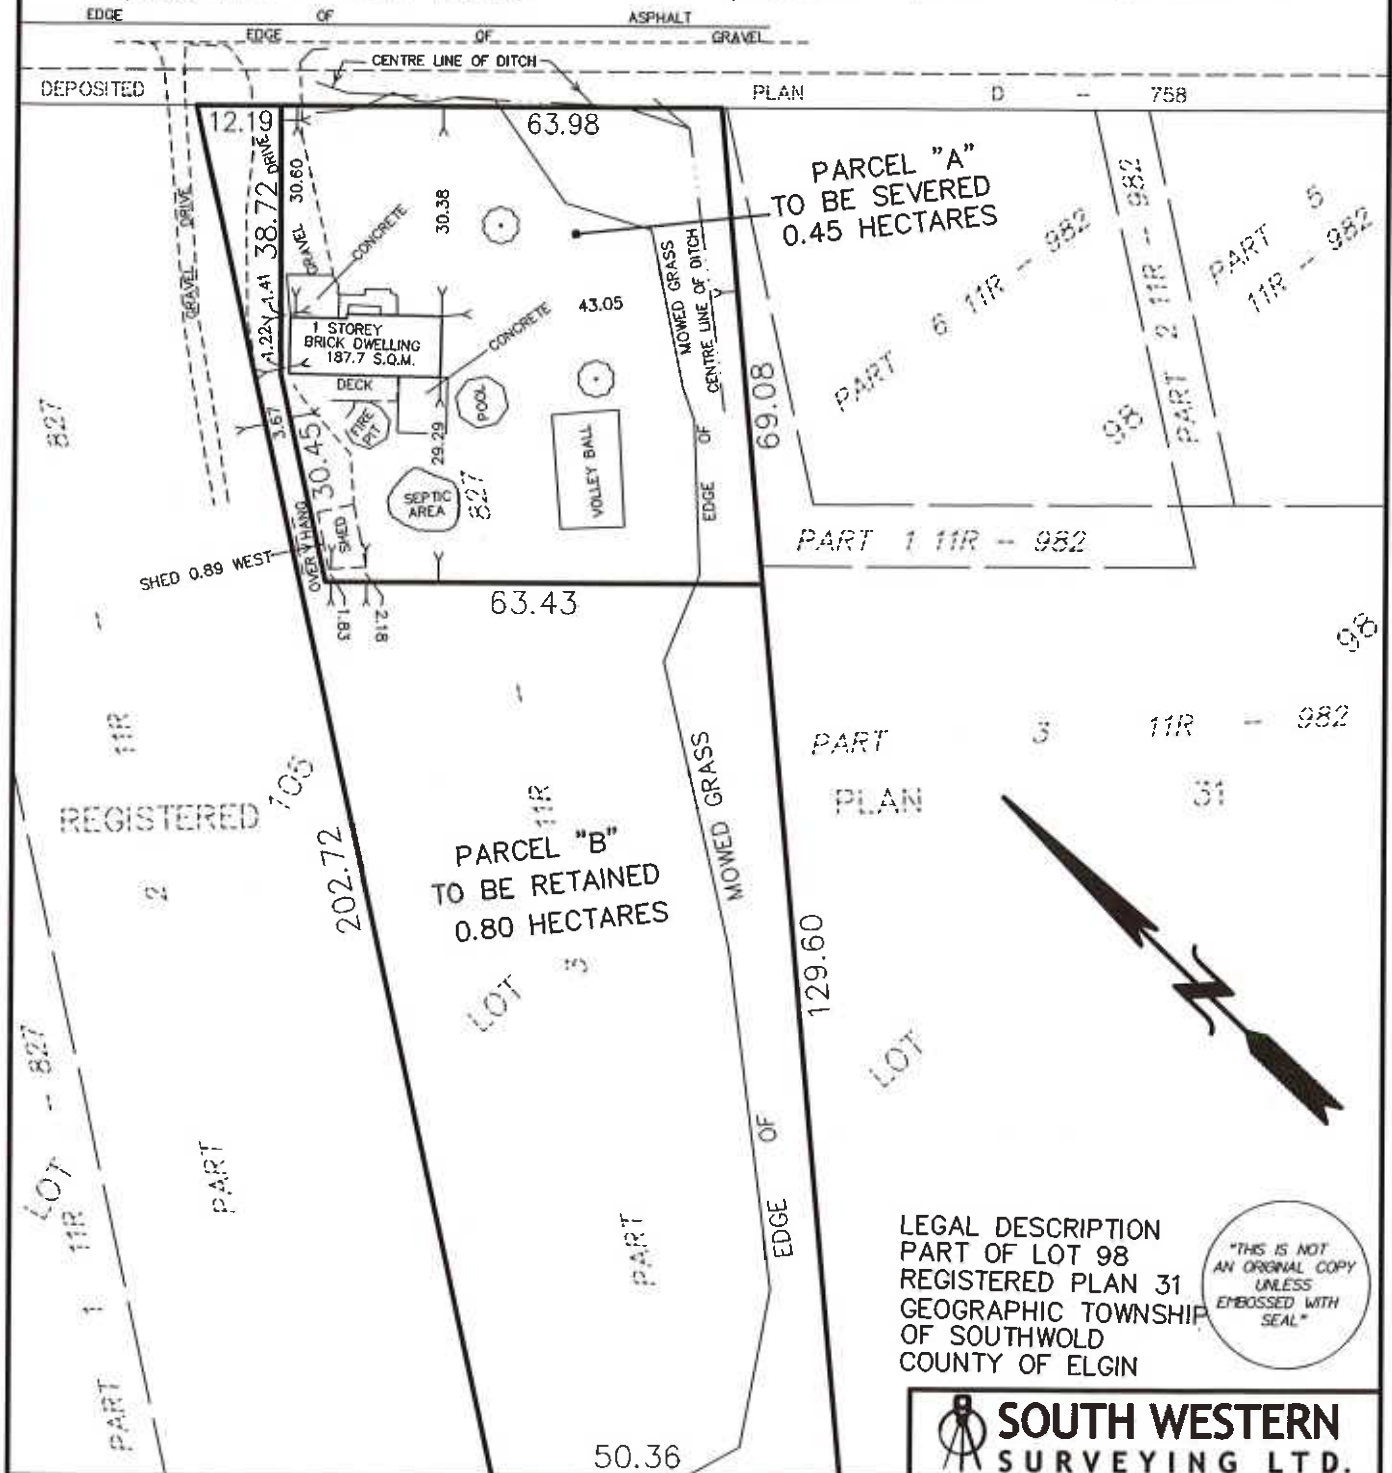 EDGE OF ASPHALT
EDGE OF GRAVEL
CENTRE LINE OF DITCH
DEPOSITED PLAN D - 758
12.19
63.98
DRIVE
38.72
30.60
GRAVEL
CONCRETE
30.38
PARCEL "A"
TO BE SEVERED
0.45 HECTARES
GRAVEL DRIVE
MOWED GRASS
CENTRE LINE OF DITCH
EDGE OF
PART 6 11R - 982
PART 2 11R - 982
PART 5
11R - 982
1.41
1.22
43.05
CONCRETE
1 STOREY
BRICK DWELLING
187.7 S.Q.M.
DECK
FIRE
PIT
POOL
69.08
98
827
3.67
30.45
29.29
SEPTIC
AREA
827
VOLLEY BALL
OVERHANG
SHED
SHED 0.89 WEST
PART 1 11R - 982
63.43
1.83
2.18
98
-
11R
-
11R
PART 3 11R - 982
REGISTERED
105
PLAN 31
2
202.72
PARCEL "B"
TO BE RETAINED
0.80 HECTARES
MOWED GRASS
EDGE OF
3
LOT
129.60
LOT
LOT - 827
PART
PART
PART 1 11R
LEGAL DESCRIPTION
PART OF LOT 98
REGISTERED PLAN 31
GEOGRAPHIC TOWNSHIP
OF SOUTHWOLD
COUNTY OF ELGIN
"THIS IS NOT
AN ORIGINAL COPY
UNLESS
EMBOSSED WITH
SEAL"
50.36
SOUTH WESTERN
SURVEYING LTD.